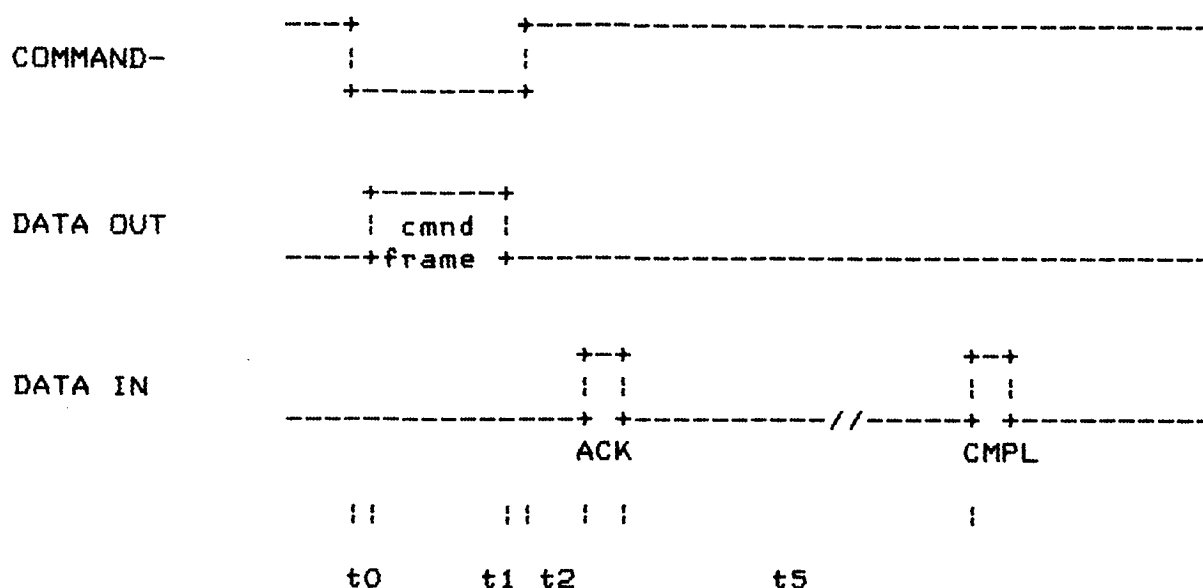 COMMAND-
DATA OUT
cmnd
frame
DATA IN
ACK
CMPL
t0 t1 t2 t5